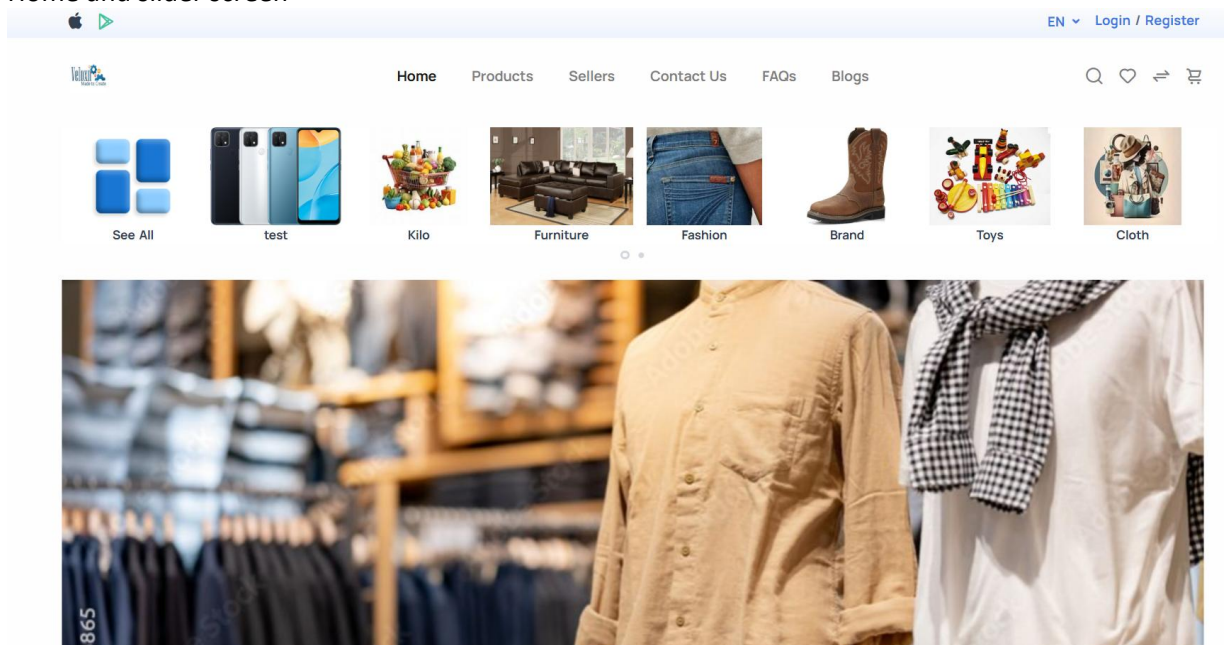 Home and slider screen
EN Login / Register
Home Products Sellers Contact Us FAQs Blogs
See All test Kilo Furniture Fashion Brand Toys Cloth
865